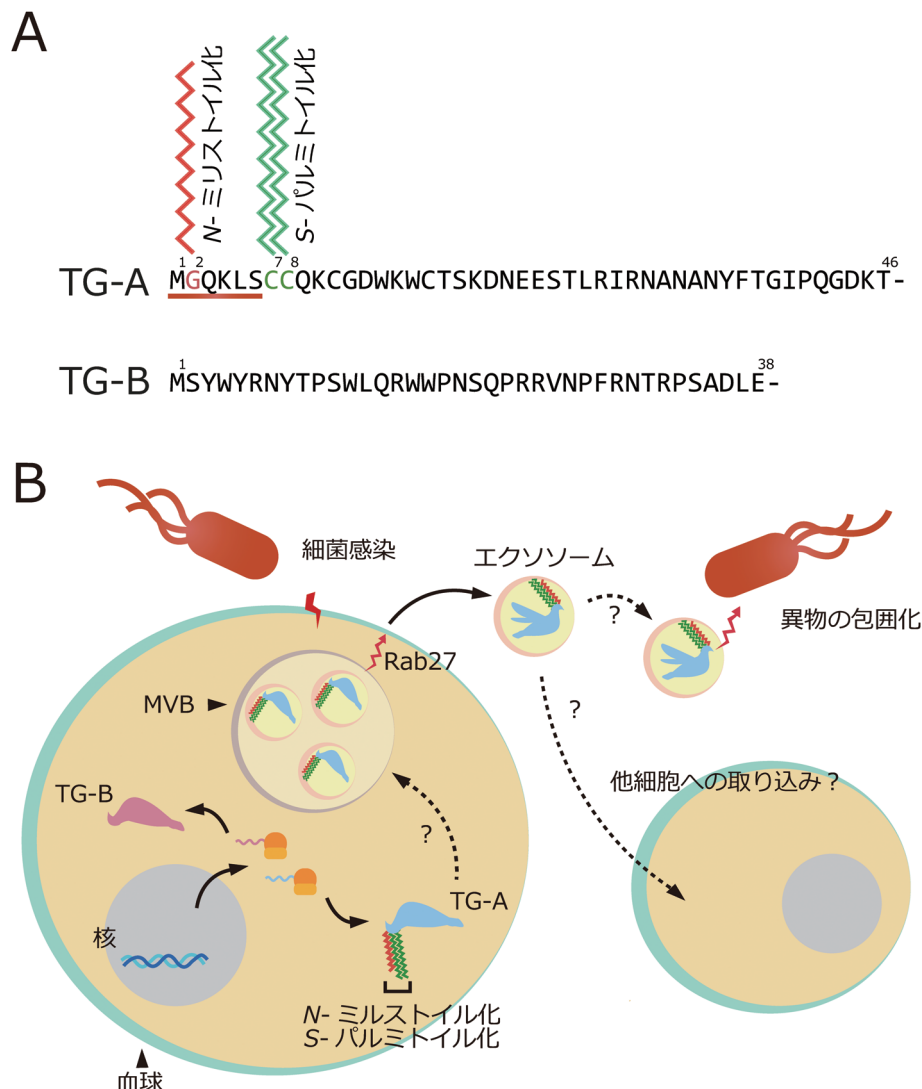 A
N-ミリストイル化
S-パルミトイル化
1 2 7 8 46
TG-A MGQKLSCCQKCGDWKWCTSKDNEESTLRIRNANANYFTGIPQGDKT-
1 38
TG-B MSYWYRNYTPSWLQRWWPNSQPRRVNPFRNTRPSADLE-
B
細菌感染
エクソソーム
?
異物の包囲化
Rab27
MVB
?
他細胞への取り込み？
TG-B
?
TG-A
核
N-ミルストイル化
S-パルミトイル化
血球